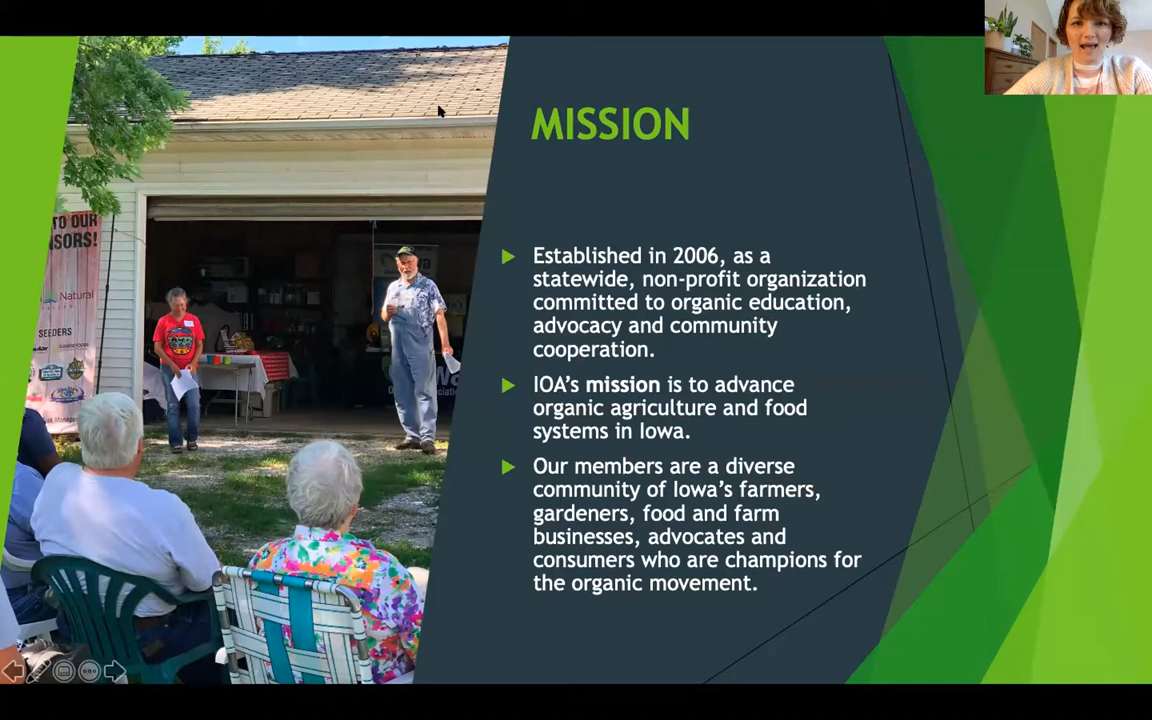 MISSION
Established in 2006, as a
statewide, non-profit organization
committed to organic education,
advocacy and community
cooperation.
IOA's mission is to advance
organic agriculture and food
systems in Iowa.
Our members are a diverse
community of Iowa's farmers,
gardeners, food and farm
businesses, advocates and
consumers who are champions for
the organic movement.
TO OUR
SORS!
Natural
SEEDERS